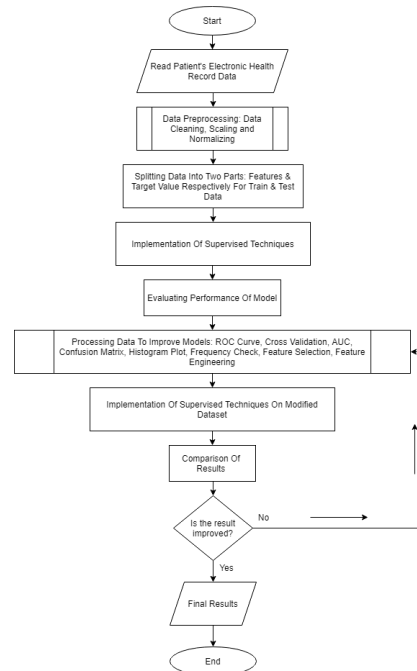 Start
Read Patient's Electronic Health
Record Data
Data Preprocessing: Data
Cleaning, Scaling and
Normalizing
Splitting Data Into Two Parts: Features &
Target Value Respectively For Train & Test
Data
Implementation Of Supervised Techniques
Evaluating Performance Of Model
Processing Data To Improve Models: ROC Curve, Cross Validation, AUC,
Confusion Matrix, Histogram Plot, Frequency Check, Feature Selection, Feature
Engineering
Implementation Of Supervised Techniques On Modified
Dataset
Comparison Of
Results
Is the result
improved?
No
Yes
Final Results
End